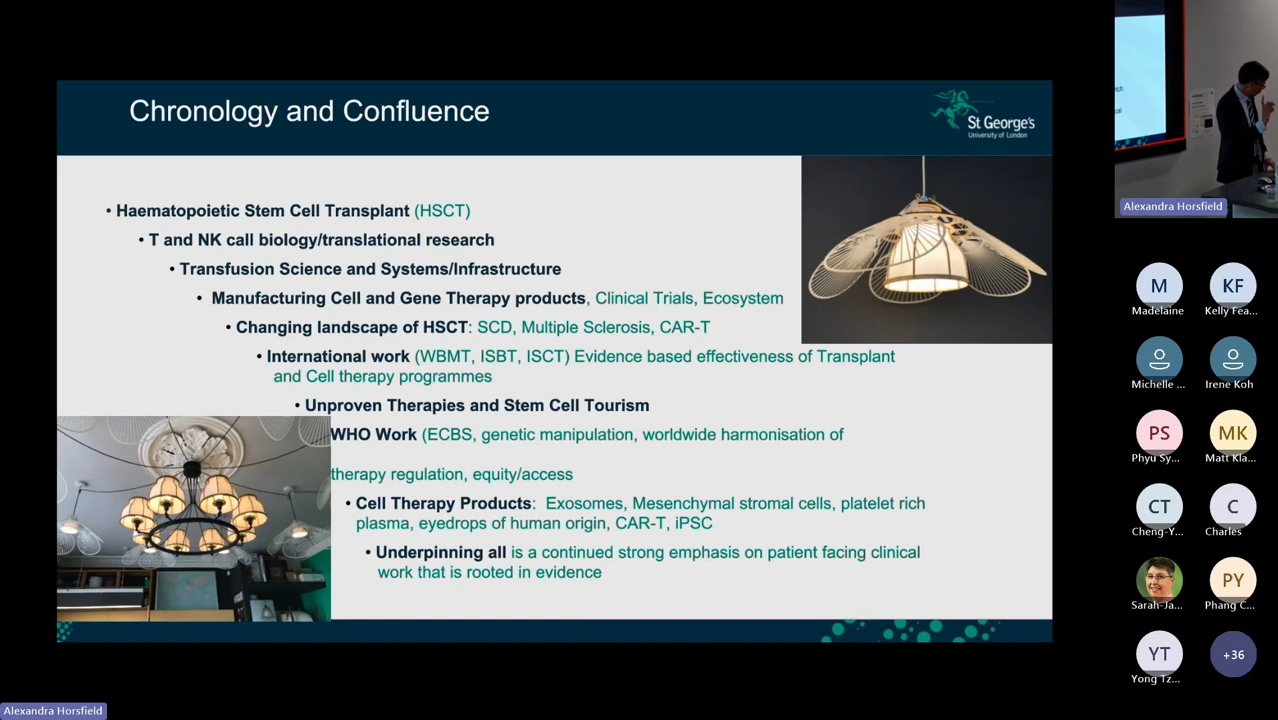 Chronology and Confluence
St George's
University of London
• Haematopoietic Stem Cell Transplant (HSCT)
• T and NK call biology/translational research
• Transfusion Science and Systems/Infrastructure
• Manufacturing Cell and Gene Therapy products, Clinical Trials, Ecosystem
• Changing landscape of HSCT: SCD, Multiple Sclerosis, CAR-T
• International work (WBMT, ISBT, ISCT) Evidence based effectiveness of Transplant
and Cell therapy programmes
• Unproven Therapies and Stem Cell Tourism
WHO Work (ECBS, genetic manipulation, worldwide harmonisation of
therapy regulation, equity/access
• Cell Therapy Products: Exosomes, Mesenchymal stromal cells, platelet rich
plasma, eyedrops of human origin, CAR-T, iPSC
• Underpinning all is a continued strong emphasis on patient facing clinical
work that is rooted in evidence
Alexandra Horsfield
M
Madelaine
KF
Kelly Fea...
Michelle ...
Irene Koh
PS
Phyu Sy...
MK
Matt Kla...
CT
Cheng-Y...
C
Charles
Sarah-Ja...
PY
Phang C...
YT
Yong Tz...
+36
Alexandra Horsfield